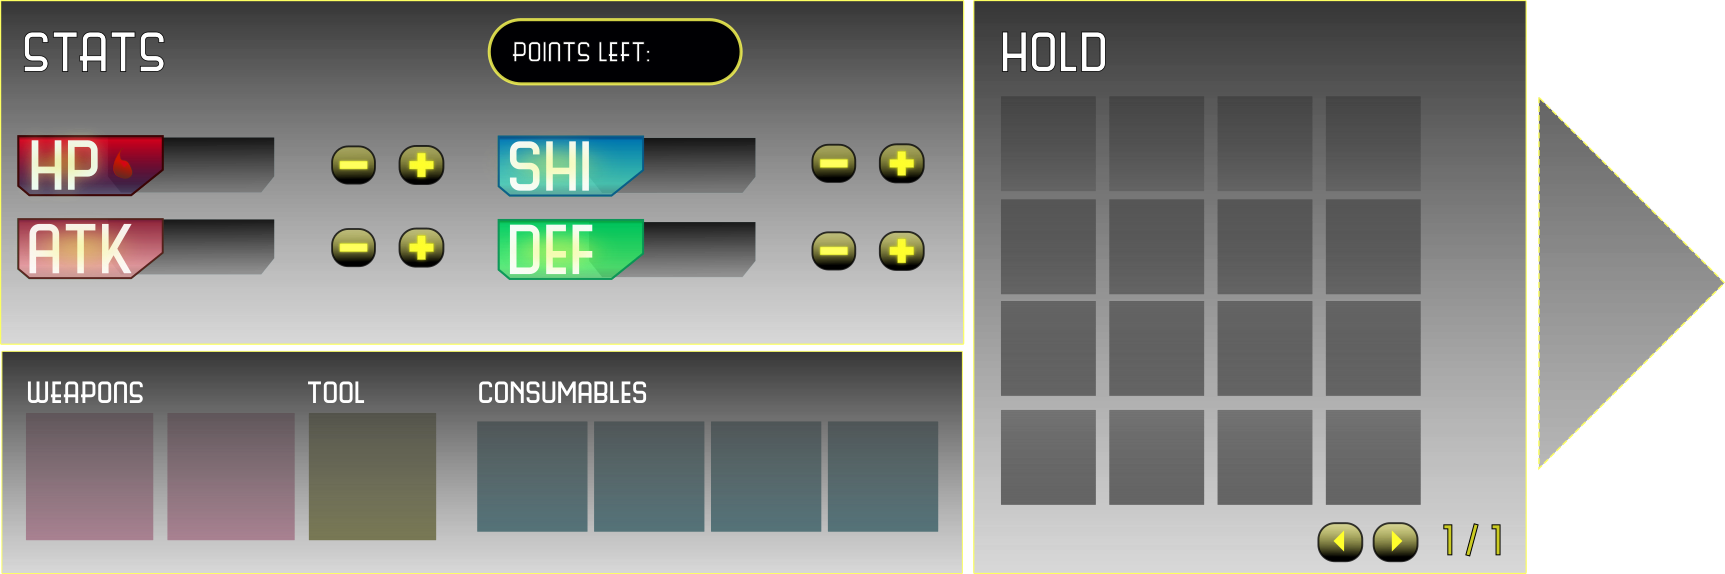 STATS
POINTS LEFT:
HP
SHI
ATK
DEF
WEAPONS
TOOL
CONSUMABLES
HOLD
1/1